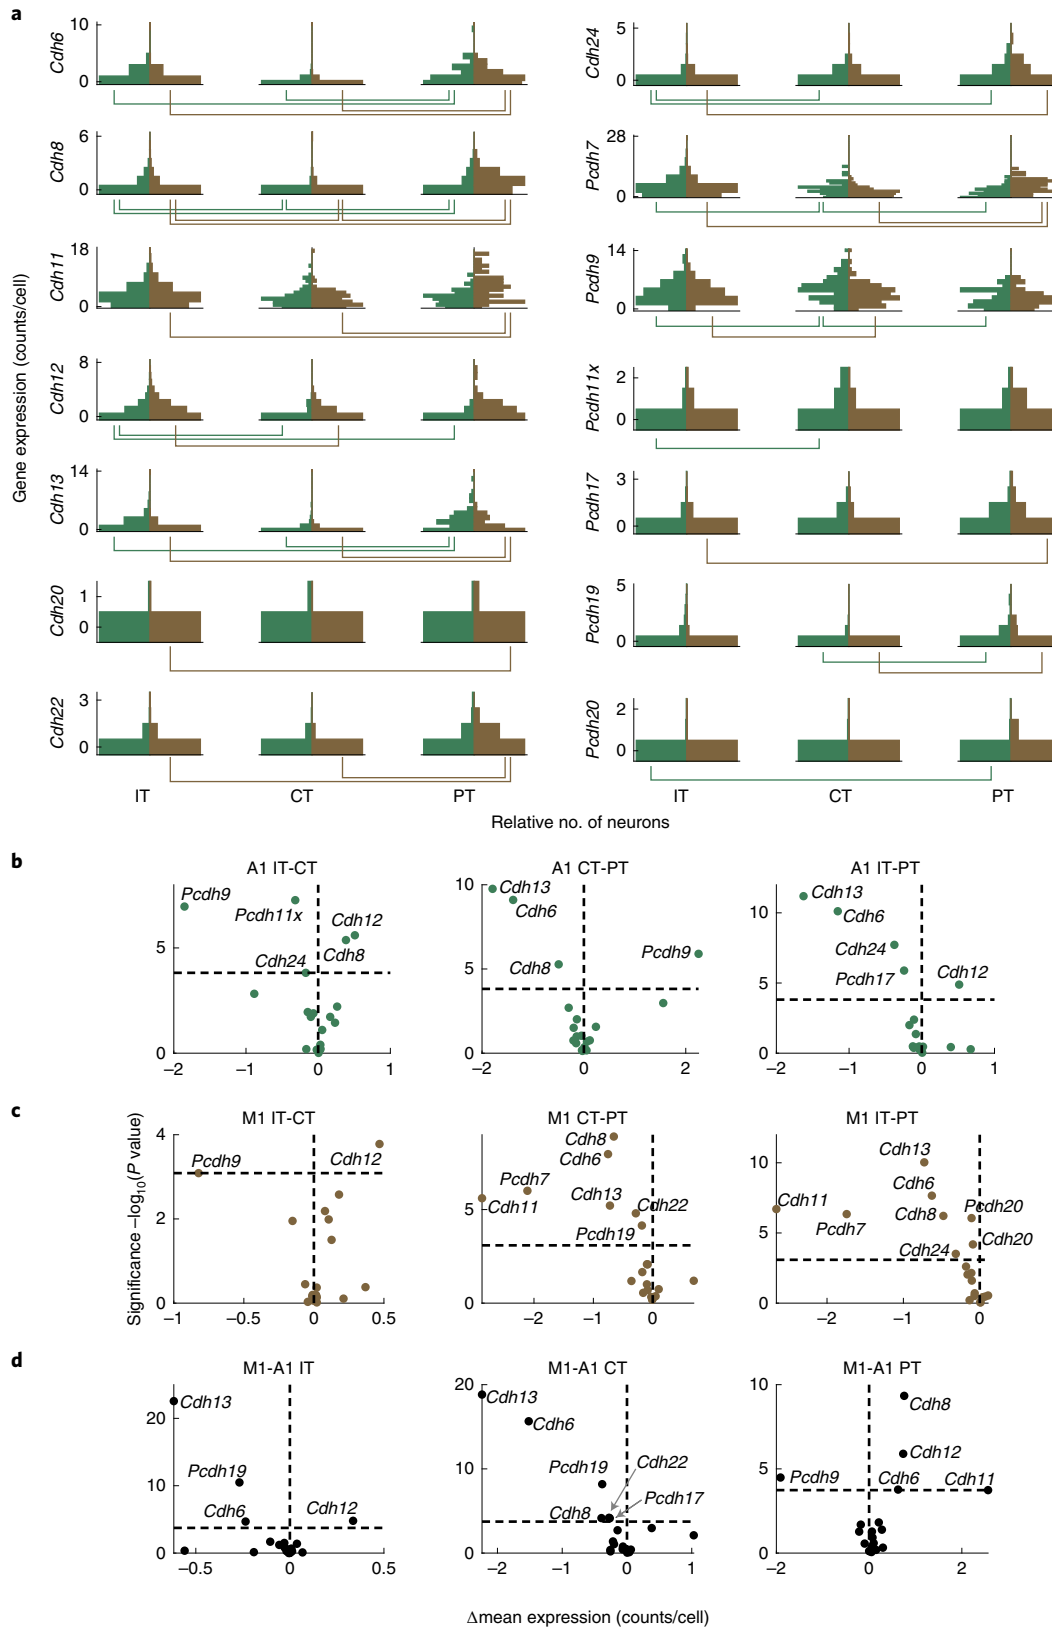 a
Gene expression (counts/cell)
Cdh6
10
0
Cdh24
5
0
Cdh8
6
0
Pcdh7
28
0
Cdh11
18
0
Pcdh9
14
0
Cdh12
8
0
Pcdh11x
2
0
Cdh13
14
0
Pcdh17
3
0
Cdh20
1
0
Pcdh19
5
0
Cdh22
3
0
Pcdh20
2
0
IT CT PT IT CT PT
Relative no. of neurons
b
Significance –log10(P value)
A1 IT-CT
Pcdh9
Pcdh11x
Cdh12
Cdh8
Cdh24
5
0
–2 –1 0 1
A1 CT-PT
10
5
0
Cdh13
Cdh6
Cdh8
Pcdh9
–2 0 2
A1 IT-PT
10
5
0
Cdh13
Cdh6
Cdh24
Pcdh17
Cdh12
–2 –1 0 1
c
M1 IT-CT
4
2
0
Pcdh9
Cdh12
–1 –0.5 0 0.5
M1 CT-PT
5
0
Cdh8
Cdh6
Pcdh7
Cdh11
Cdh13
Cdh22
Pcdh19
–2 0
M1 IT-PT
10
5
0
Cdh13
Cdh6
Cdh11
Pcdh7
Cdh8
Pcdh20
Cdh20
Cdh24
–2 –1 0
d
M1-A1 IT
20
10
0
Cdh13
Pcdh19
Cdh6
Cdh12
–0.5 0 0.5
M1-A1 CT
20
10
0
Cdh13
Cdh6
Pcdh19
Cdh22
Cdh8
Pcdh17
–2 –1 0 1
M1-A1 PT
10
5
0
Cdh8
Cdh12
Pcdh9
Cdh6
Cdh11
–2 0 2
Δmean expression (counts/cell)